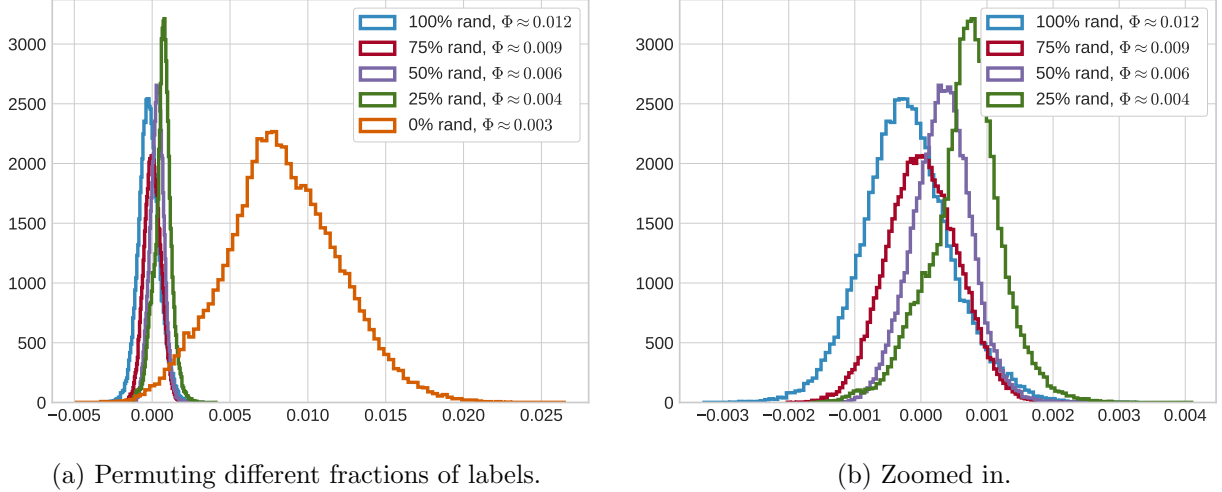 3000
2500
2000
1500
1000
500
0
−0.005 0.000 0.005 0.010 0.015 0.020 0.025
100% rand, Φ ≈ 0.012
75% rand, Φ ≈ 0.009
50% rand, Φ ≈ 0.006
25% rand, Φ ≈ 0.004
0% rand, Φ ≈ 0.003
(a) Permuting different fractions of labels.
3000
2500
2000
1500
1000
500
0
−0.003 −0.002 −0.001 0.000 0.001 0.002 0.003 0.004
100% rand, Φ ≈ 0.012
75% rand, Φ ≈ 0.009
50% rand, Φ ≈ 0.006
25% rand, Φ ≈ 0.004
(b) Zoomed in.